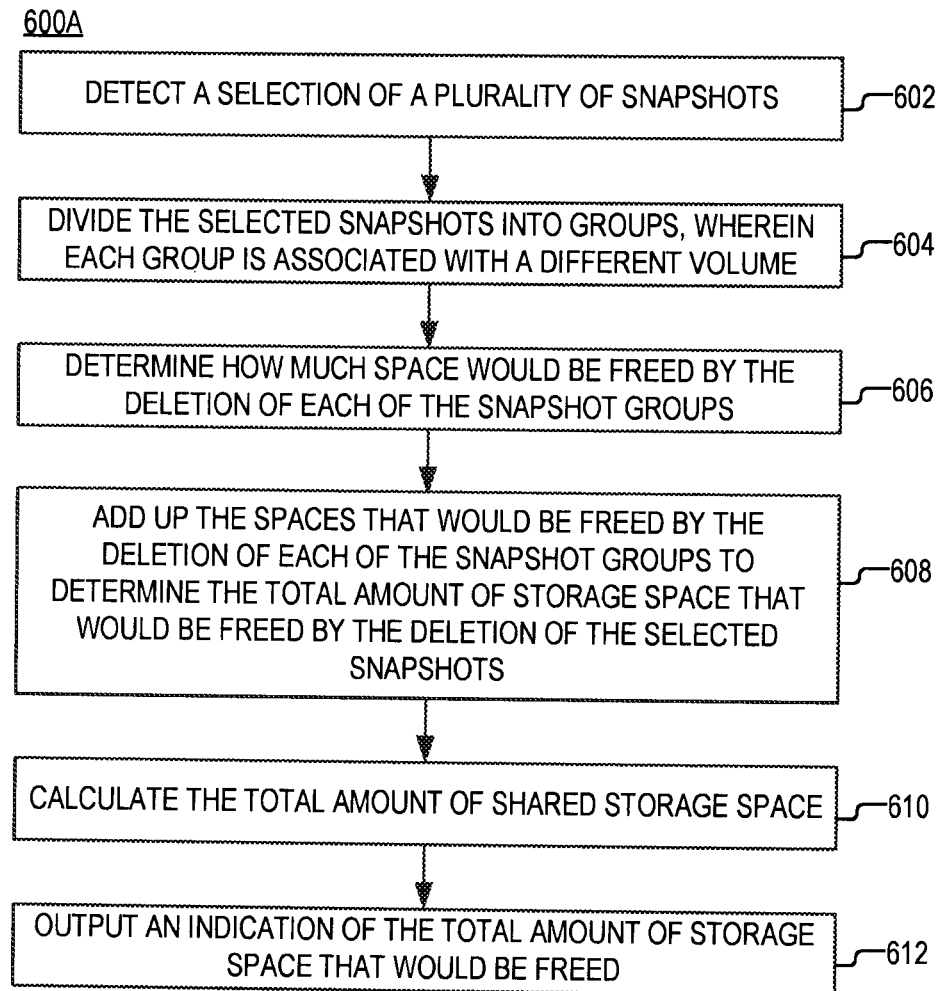 600A
DETECT A SELECTION OF A PLURALITY OF SNAPSHOTS
602
DIVIDE THE SELECTED SNAPSHOTS INTO GROUPS, WHEREIN
EACH GROUP IS ASSOCIATED WITH A DIFFERENT VOLUME
604
DETERMINE HOW MUCH SPACE WOULD BE FREED BY THE
DELETION OF EACH OF THE SNAPSHOT GROUPS
606
ADD UP THE SPACES THAT WOULD BE FREED BY THE
DELETION OF EACH OF THE SNAPSHOT GROUPS TO
DETERMINE THE TOTAL AMOUNT OF STORAGE SPACE THAT
WOULD BE FREED BY THE DELETION OF THE SELECTED
SNAPSHOTS
608
CALCULATE THE TOTAL AMOUNT OF SHARED STORAGE SPACE
610
OUTPUT AN INDICATION OF THE TOTAL AMOUNT OF STORAGE
SPACE THAT WOULD BE FREED
612